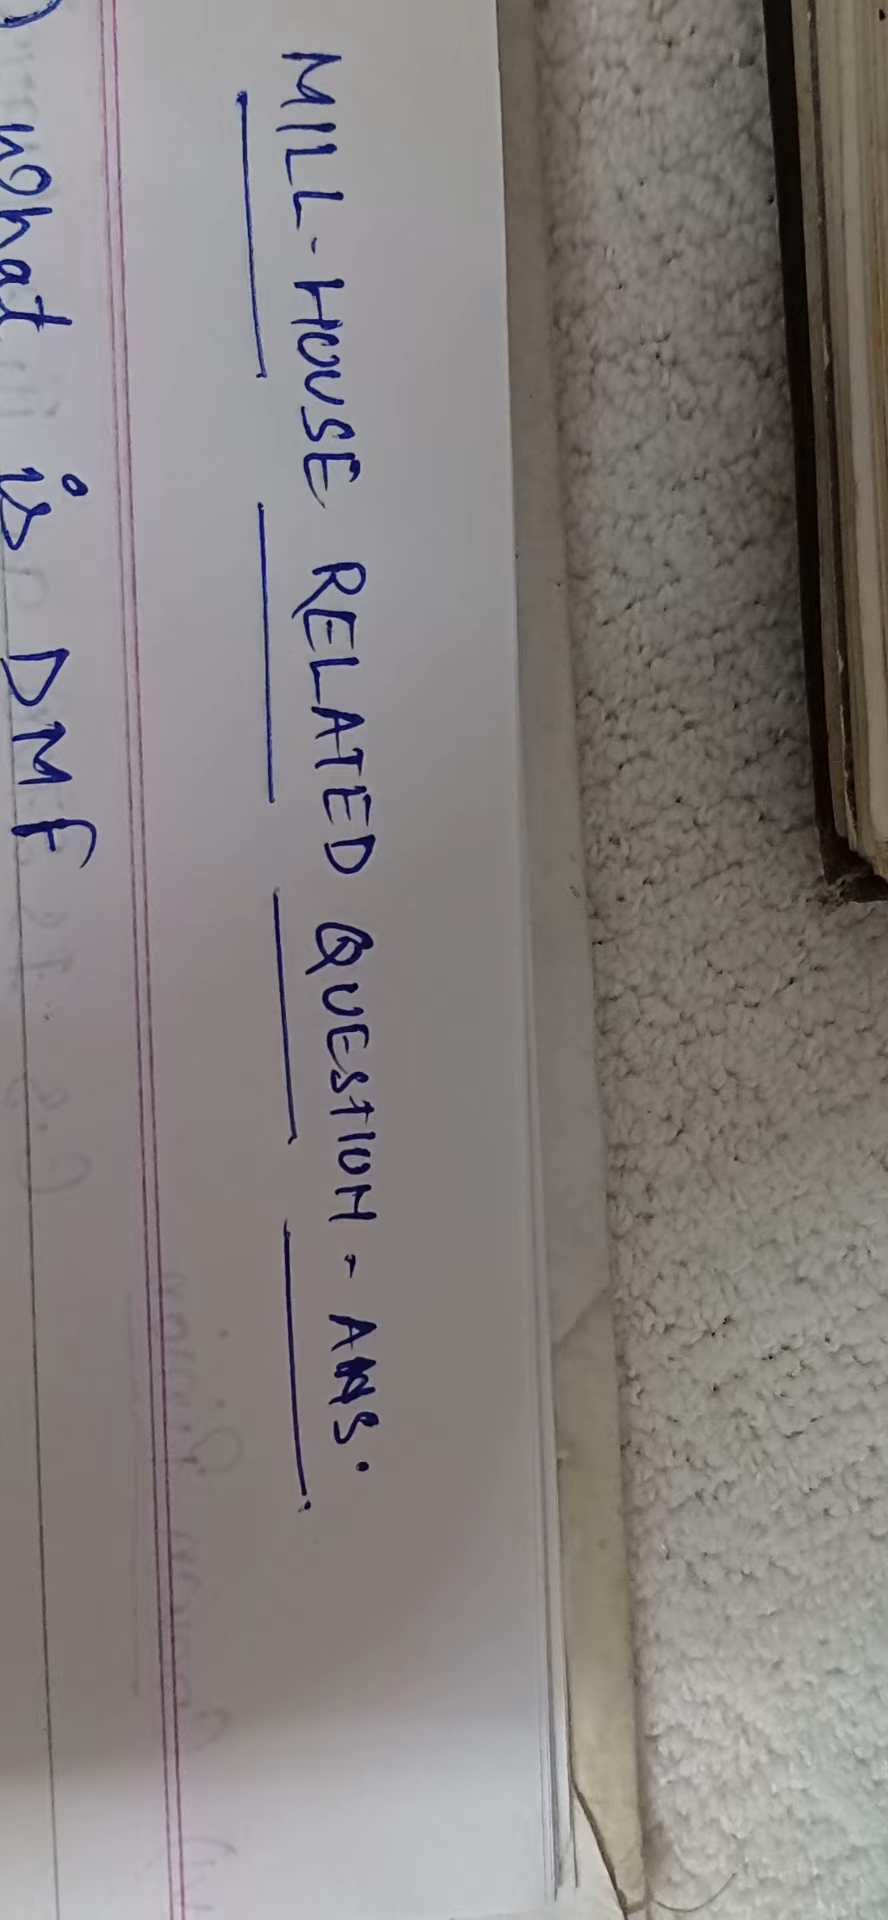 MILL-HOUSE RELATED QUESTION - ANS.
what is DMF